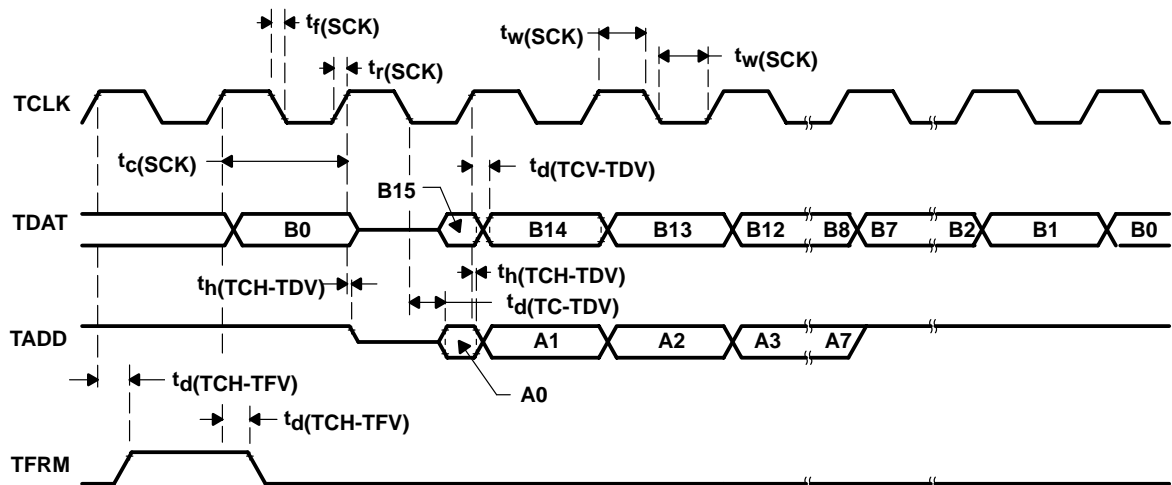 tf(SCK)
tw(SCK)
tw(SCK)
tr(SCK)
TCLK
tc(SCK)
td(TCV-TDV)
B15
TDAT
B0
B14
B13
B12
B8
B7
B2
B1
B0
th(TCH-TDV)
th(TCH-TDV)
td(TC-TDV)
TADD
A1
A2
A3
A7
td(TCH-TFV)
A0
td(TCH-TFV)
TFRM